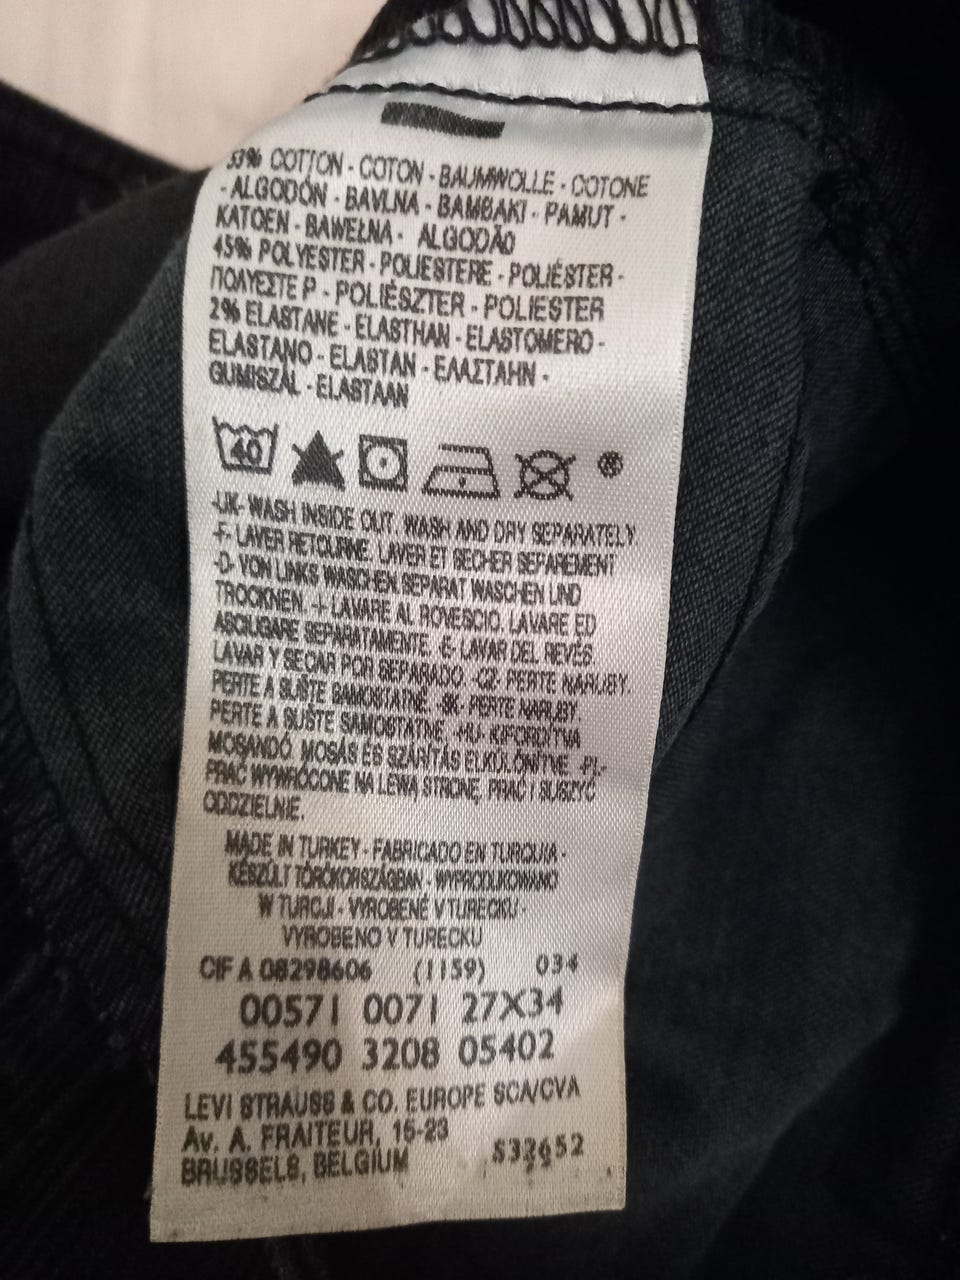 53% COTTON - COTON - BAUMWOLLE - COTONE
- ALGODÓN - BAVLNA - BAMBAKI - PAMUT -
KATOEN - BAWEŁNA - ALGODÃO
45% POLYESTER - POLIESTERE - POLIÉSTER -
ΠΟΛΥΕΣΤΕ Ρ - POLIÉSZTER - POLIESTER
2% ELASTANE - ELASTHAN - ELASTOMERO -
ELASTANO - ELASTAN - ΕΛΑΣΤΑΗΝ -
GUMISZÁL - ELASTAAN
40 ®
-UK- WASH INSIDE OUT. WASH AND DRY SEPARATELY
-F- LAVER RETOURNE. LAVER ET SECHER SEPAREMENT
-D- VON LINKS WASCHEN SEPARAT WASCHEN UND
TROCKNEN. -I- LAVARE AL ROVESCIO. LAVARE ED
ASCIUGARE SEPARATAMENTE. -E- LAVAR DEL REVÉS.
LAVAR Y SECAR POR SEPARADO. -CZ- PERTE NARUBY.
PERTE A SUŠTE SAMOSTATNĚ. -SK- PERTE NARUBY.
PERTE A SUŠTE SAMOSTATNE. -HU- KIFORDÍTVA
MOSANDÓ. MOSÁS ÉS SZÁRÍTÁS ELKÜLÖNÍTVE. -PL-
PRAĆ WYWRÓCONE NA LEWĄ STRONĘ, PRAĆ I SUSZYĆ
ODDZIELNIE.
MADE IN TURKEY - FABRICADO EN TURQUIA -
KÉSZÜLT TÖRÖKORSZÁGBAN - WYPRODUKOWANO
W TURCJI - VYROBENÉ V TURECKU -
VYROBENO V TURECKU
CIF A 08298606 (1159) 034
00571 0071 27X34
455490 3208 05402
LEVI STRAUSS & CO. EUROPE SCA/CVA
Av. A. FRAITEUR, 15-23
BRUSSELS, BELGIUM